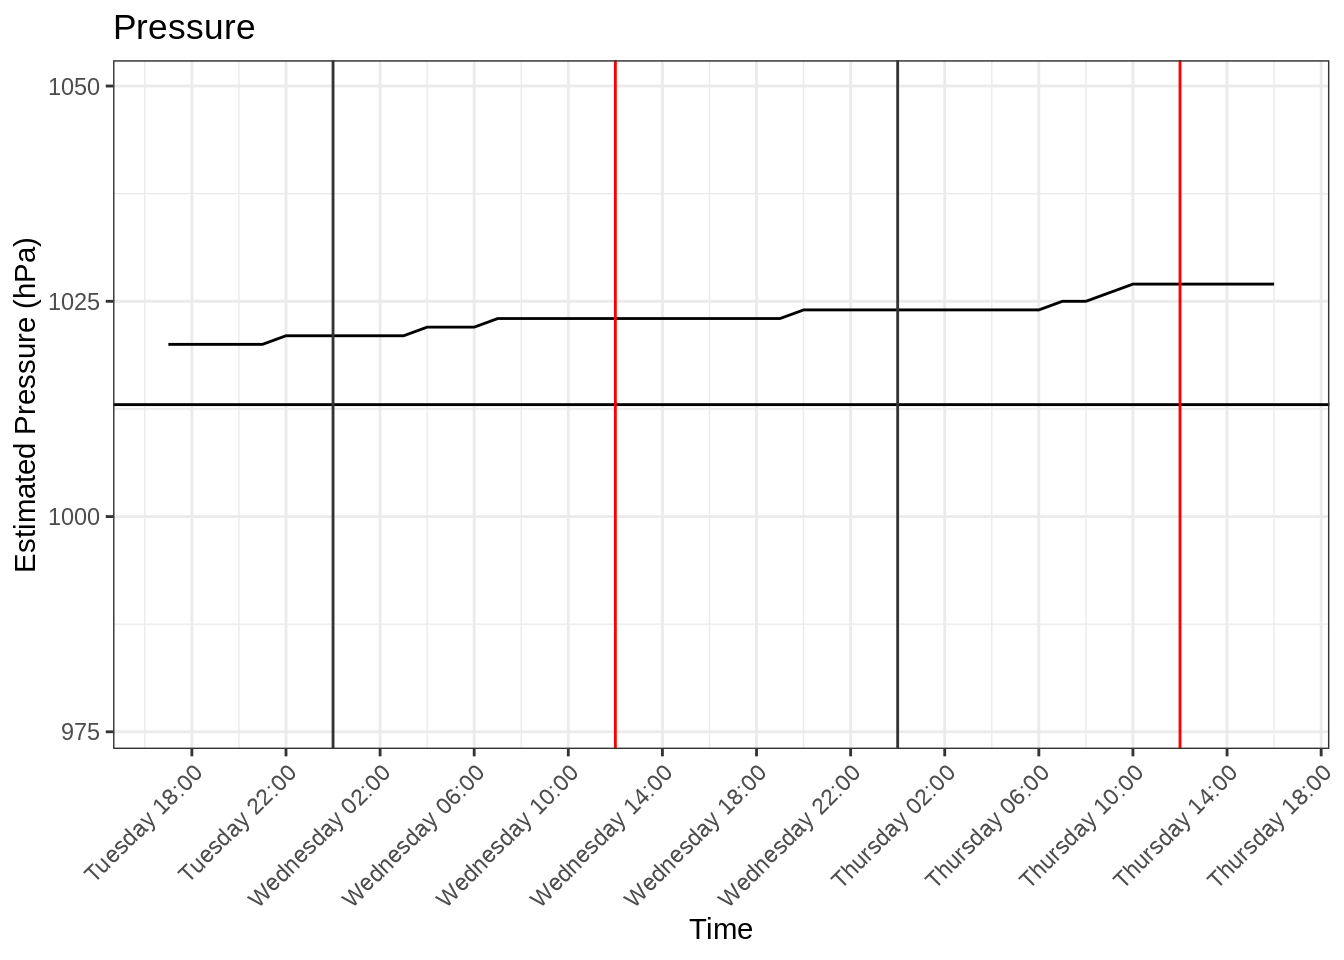 Pressure
Estimated Pressure (hPa)
1050
1025
1000
975
Tuesday 18:00
Tuesday 22:00
Wednesday 02:00
Wednesday 06:00
Wednesday 10:00
Wednesday 14:00
Wednesday 18:00
Wednesday 22:00
Thursday 02:00
Thursday 06:00
Thursday 10:00
Thursday 14:00
Thursday 18:00
Time